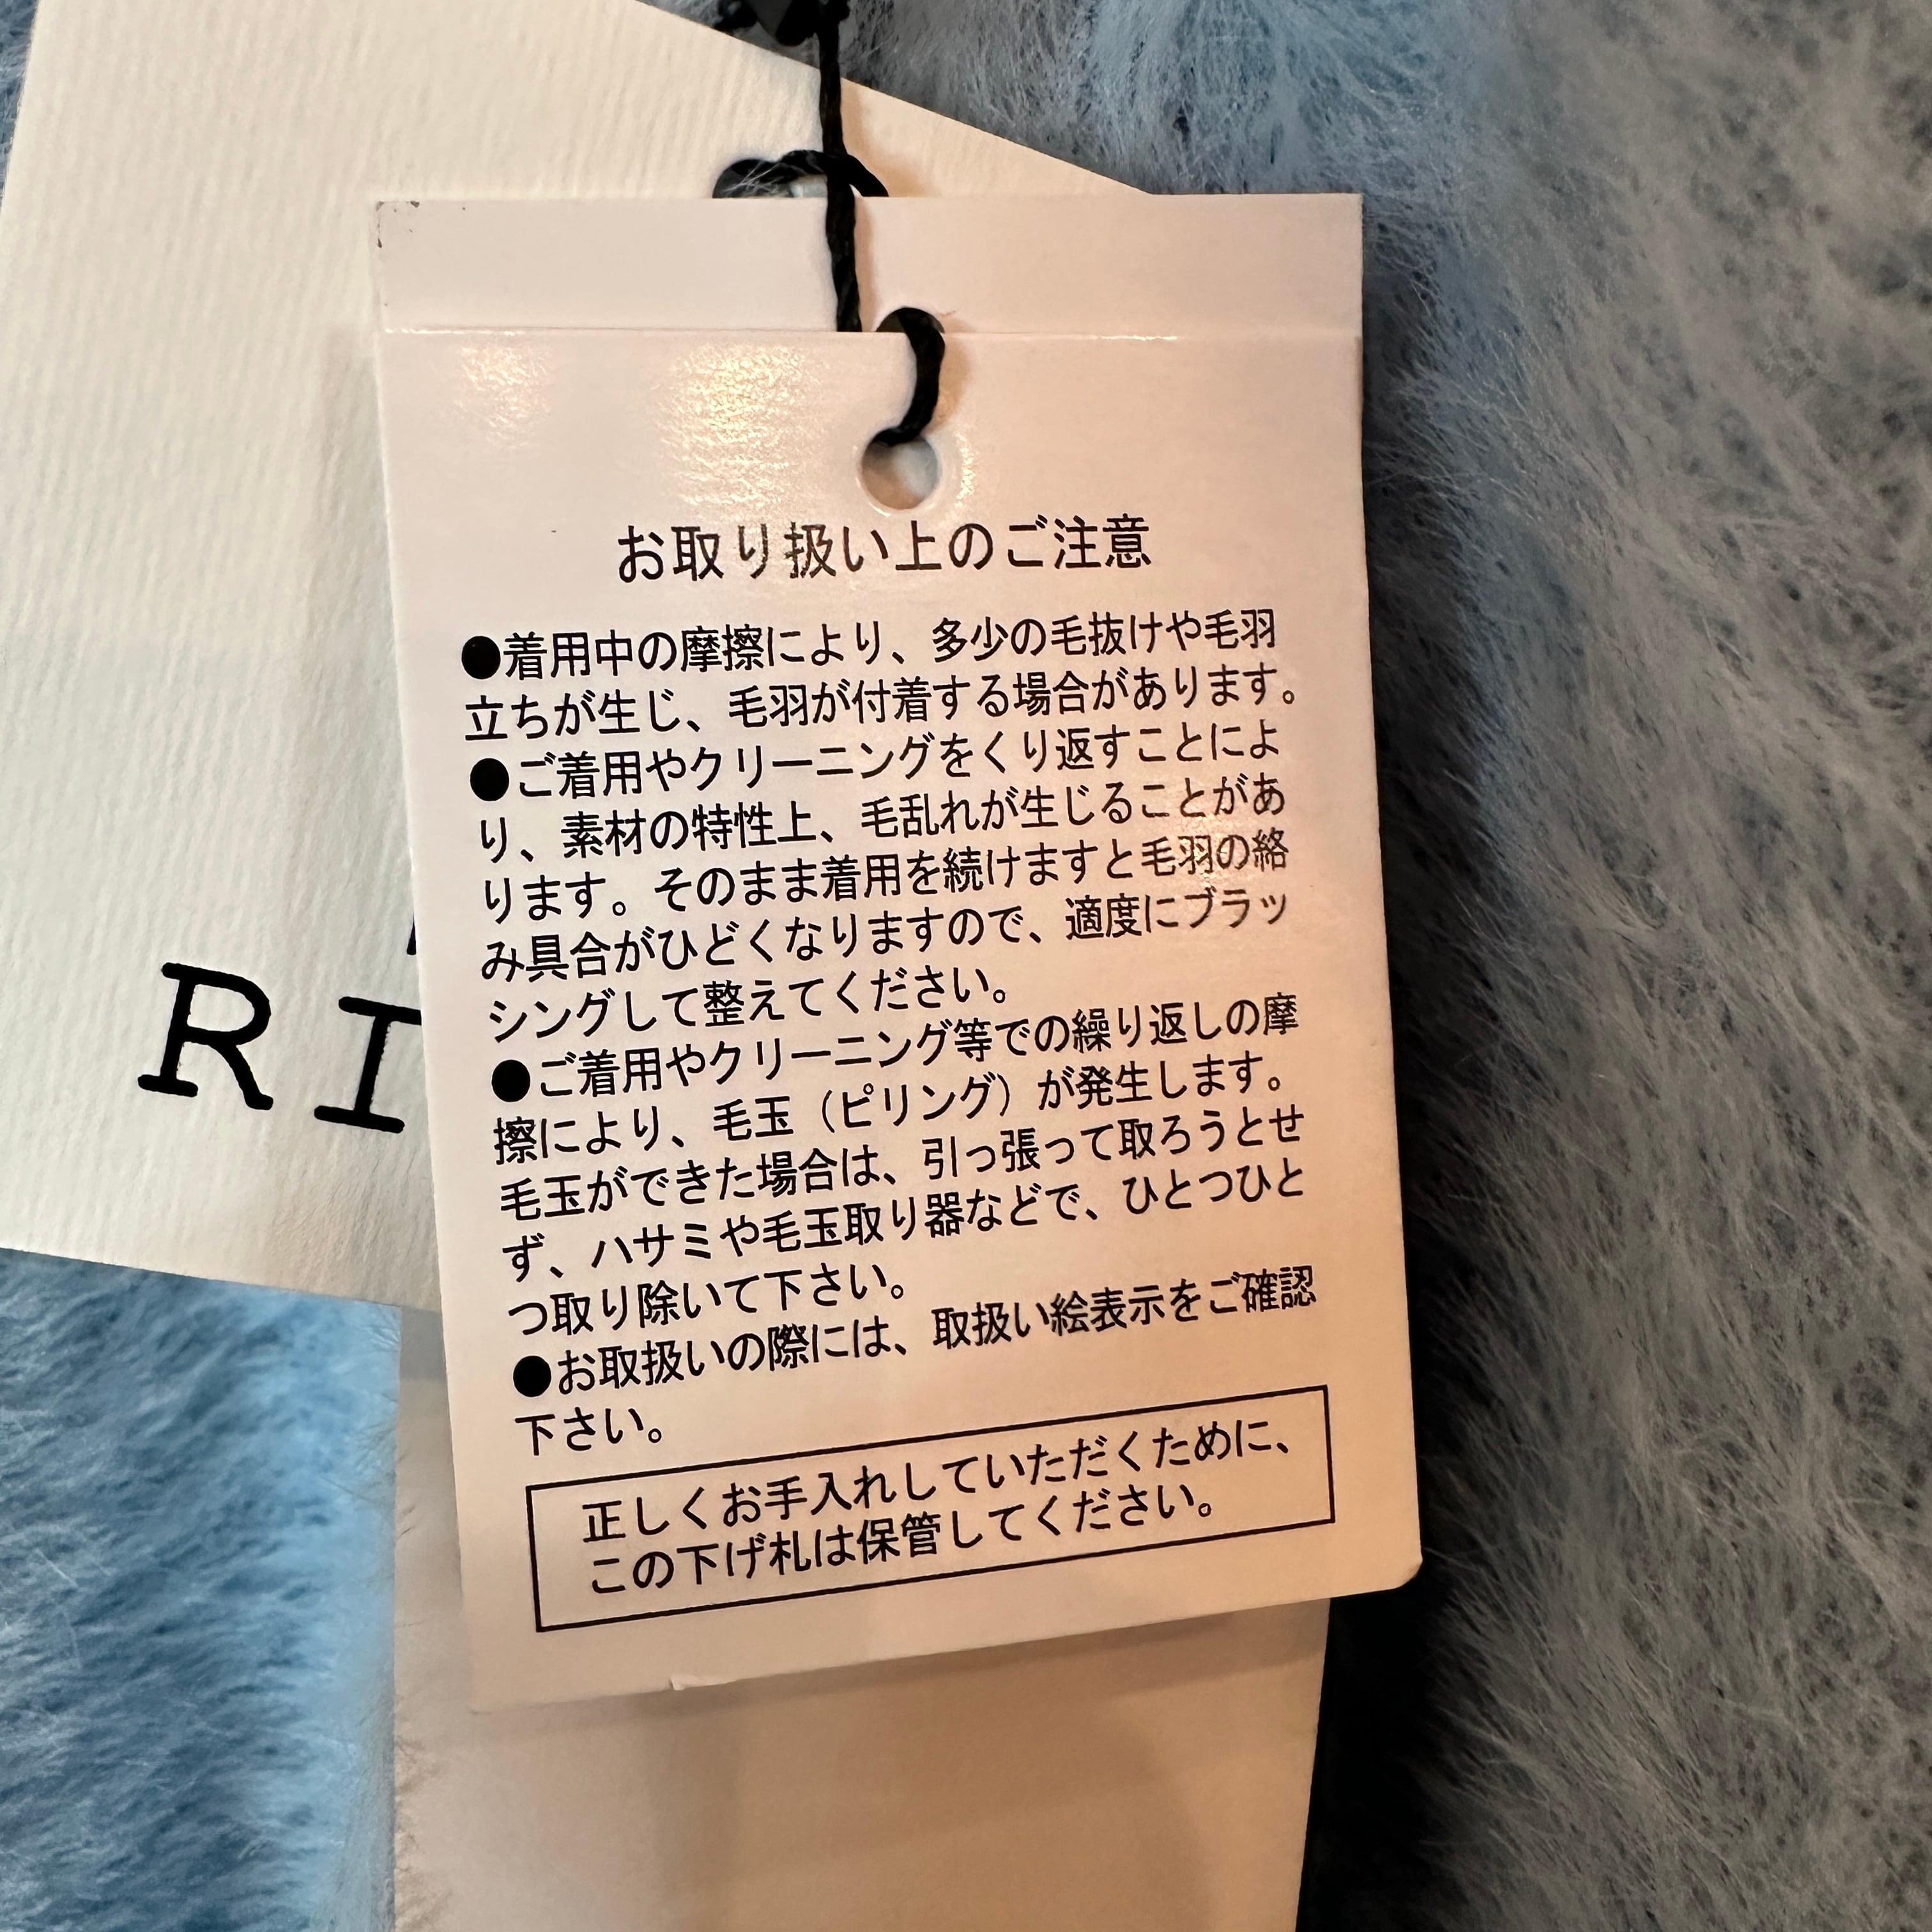 お取り扱い上のご注意
●着用中の摩擦により、多少の毛抜けや毛羽
立ちが生じ、毛羽が付着する場合があります。
●ご着用やクリーニングをくり返すことによ
り、素材の特性上、毛乱れが生じることがあ
ります。そのまま着用を続けますと毛羽の絡
み具合がひどくなりますので、適度にブラッ
シングして整えてください。
●ご着用やクリーニング等での繰り返しの摩
擦により、毛玉（ピリング）が発生します。
毛玉ができた場合は、引っ張って取ろうとせ
ず、ハサミや毛玉取り器などで、ひとつひと
つ取り除いて下さい。
●お取扱いの際には、取扱い絵表示をご確認
下さい。
正しくお手入れしていただくために、
この下げ札は保管してください。
RI